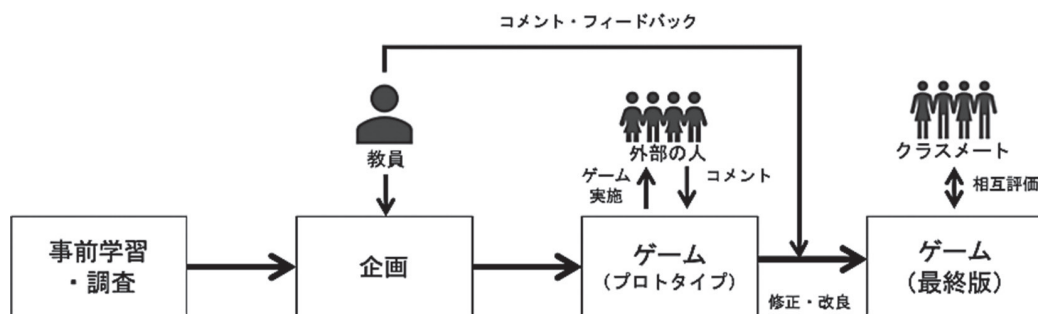 コメント・フィードバック
教員
外部の人
クラスメート
ゲーム
実施
コメント
相互評価
事前学習
・調査
企画
ゲーム
(プロトタイプ)
修正・改良
ゲーム
(最終版)